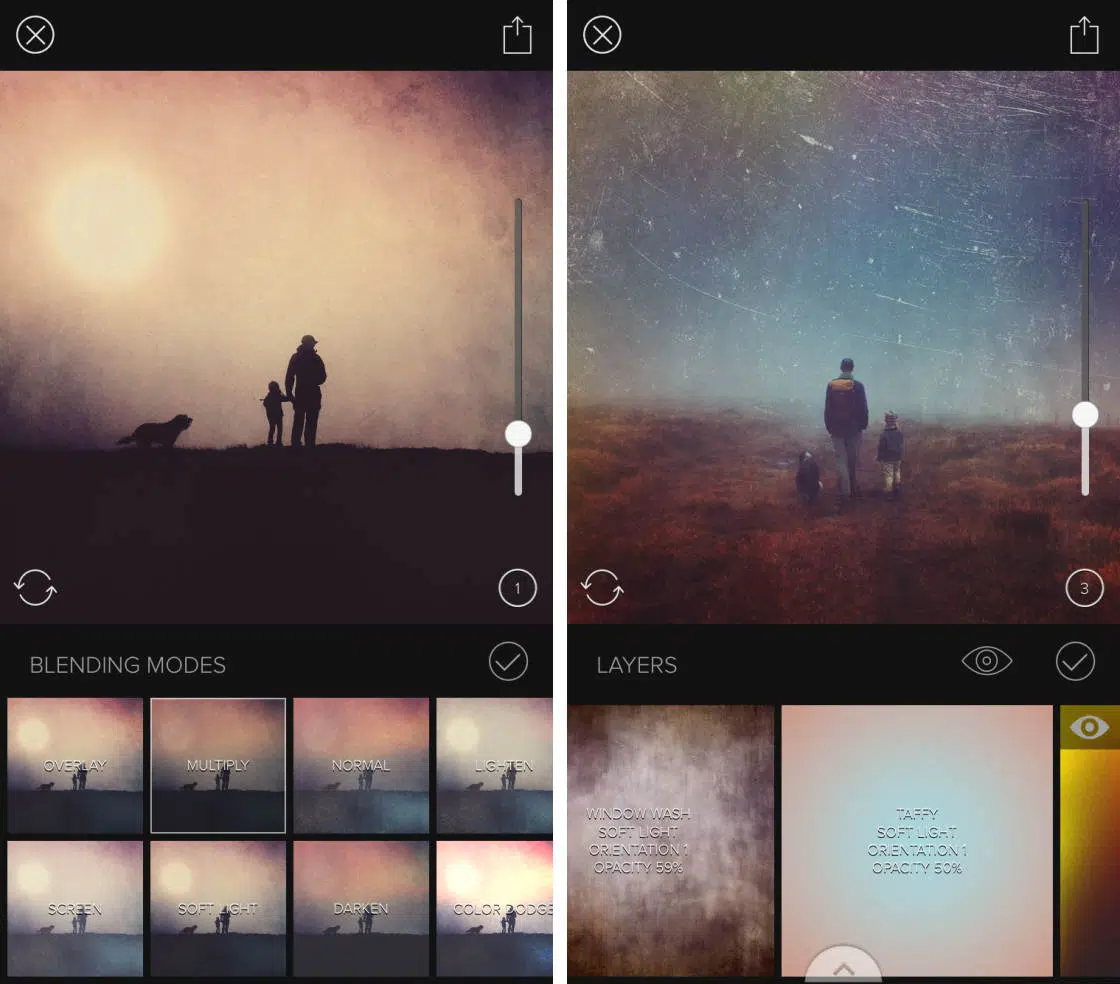 1
BLENDING MODES
OVERLAY
MULTIPLY
NORMAL
LIGHTEN
SCREEN
SOFT LIGHT
DARKEN
COLOR DODGE
3
LAYERS
WINDOW WASH
SOFT LIGHT
ORIENTATION 1
OPACITY 59%
TAFFY
SOFT LIGHT
ORIENTATION 1
OPACITY 50%